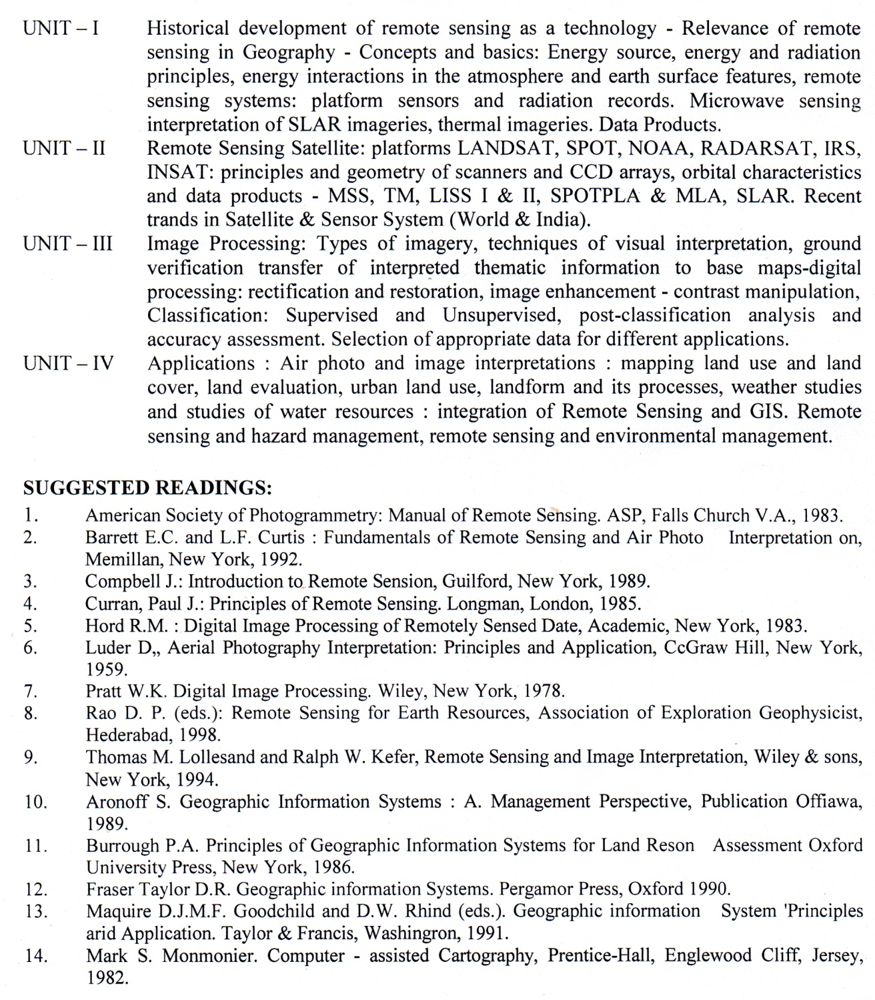 UNIT – I Historical development of remote sensing as a technology - Relevance of remote
sensing in Geography - Concepts and basics: Energy source, energy and radiation
principles, energy interactions in the atmosphere and earth surface features, remote
sensing systems: platform sensors and radiation records. Microwave sensing
interpretation of SLAR imageries, thermal imageries. Data Products.
UNIT – II Remote Sensing Satellite: platforms LANDSAT, SPOT, NOAA, RADARSAT, IRS,
INSAT: principles and geometry of scanners and CCD arrays, orbital characteristics
and data products - MSS, TM, LISS I & II, SPOTPLA & MLA, SLAR. Recent
trands in Satellite & Sensor System (World & India).
UNIT – III Image Processing: Types of imagery, techniques of visual interpretation, ground
verification transfer of interpreted thematic information to base maps-digital
processing: rectification and restoration, image enhancement - contrast manipulation,
Classification: Supervised and Unsupervised, post-classification analysis and
accuracy assessment. Selection of appropriate data for different applications.
UNIT – IV Applications : Air photo and image interpretations : mapping land use and land
cover, land evaluation, urban land use, landform and its processes, weather studies
and studies of water resources : integration of Remote Sensing and GIS. Remote
sensing and hazard management, remote sensing and environmental management.
SUGGESTED READINGS:
1. American Society of Photogrammetry: Manual of Remote Sensing. ASP, Falls Church V.A., 1983.
2. Barrett E.C. and L.F. Curtis : Fundamentals of Remote Sensing and Air Photo Interpretation on,
Memillan, New York, 1992.
3. Compbell J.: Introduction to Remote Sension, Guilford, New York, 1989.
4. Curran, Paul J.: Principles of Remote Sensing. Longman, London, 1985.
5. Hord R.M. : Digital Image Processing of Remotely Sensed Date, Academic, New York, 1983.
6. Luder D,, Aerial Photography Interpretation: Principles and Application, CcGraw Hill, New York,
1959.
7. Pratt W.K. Digital Image Processing. Wiley, New York, 1978.
8. Rao D. P. (eds.): Remote Sensing for Earth Resources, Association of Exploration Geophysicist,
Hederabad, 1998.
9. Thomas M. Lollesand and Ralph W. Kefer, Remote Sensing and Image Interpretation, Wiley & sons,
New York, 1994.
10. Aronoff S. Geographic Information Systems : A. Management Perspective, Publication Offiawa,
1989.
11. Burrough P.A. Principles of Geographic Information Systems for Land Reson Assessment Oxford
University Press, New York, 1986.
12. Fraser Taylor D.R. Geographic information Systems. Pergamor Press, Oxford 1990.
13. Maquire D.J.M.F. Goodchild and D.W. Rhind (eds.). Geographic information System 'Principles
arid Application. Taylor & Francis, Washingron, 1991.
14. Mark S. Monmonier. Computer - assisted Cartography, Prentice-Hall, Englewood Cliff, Jersey,
1982.